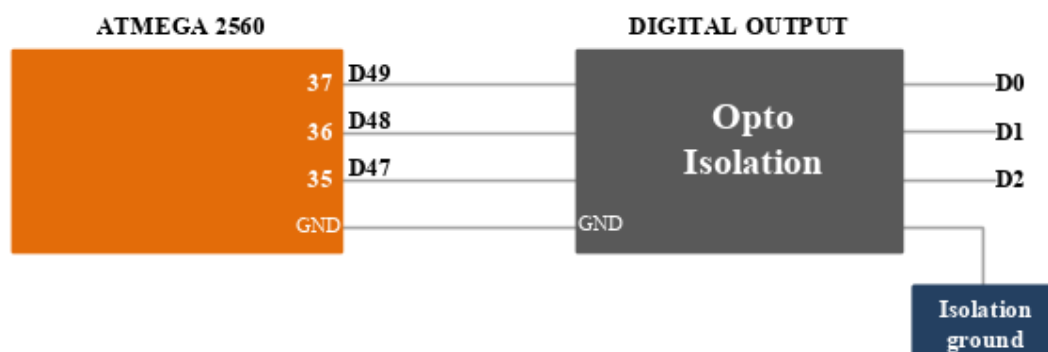 ATMEGA 2560
DIGITAL OUTPUT
37 D49
36 D48
35 D47
GND
GND
Opto
Isolation
D0
D1
D2
Isolation
ground